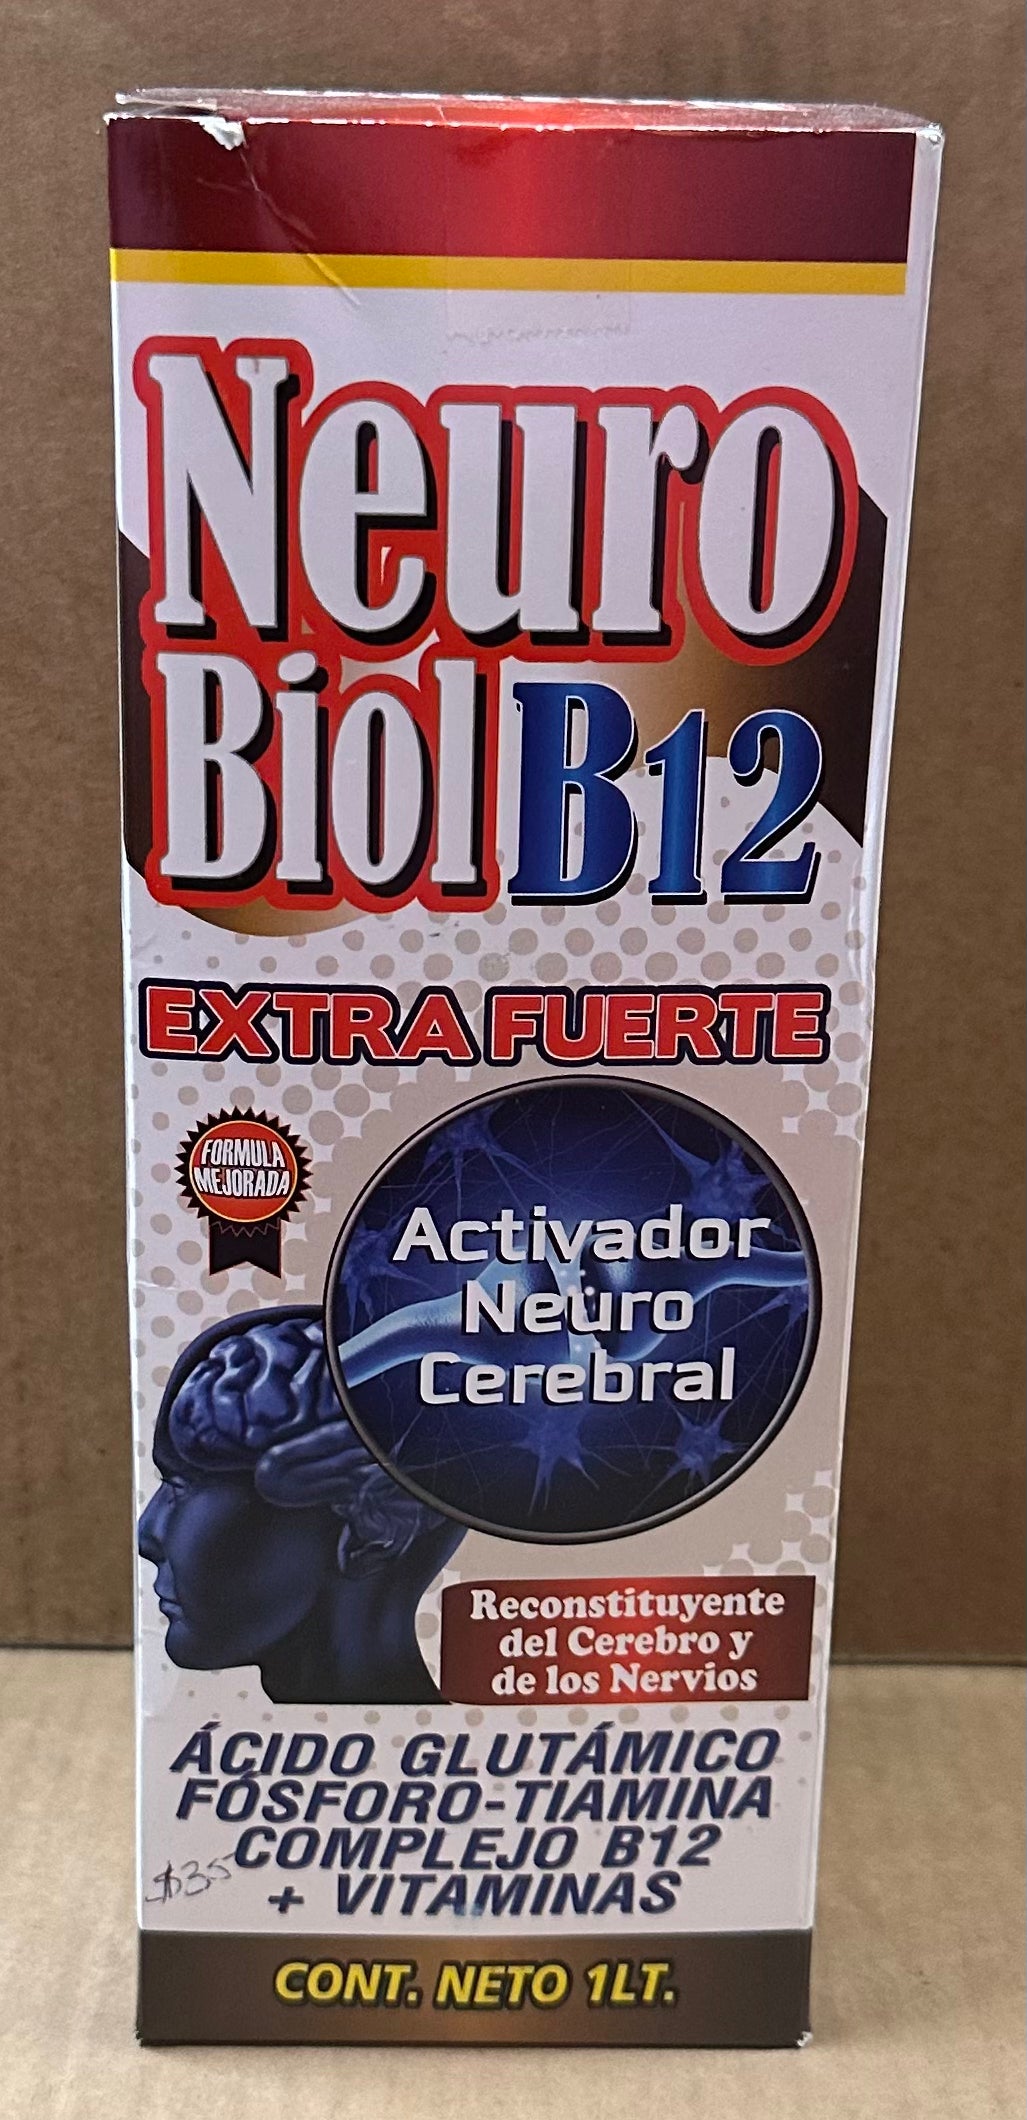 Neuro
Biol B12
EXTRA FUERTE
FORMULA
MEJORADA
Activador
Neuro
Cerebral
Reconstituyente
del Cerebro y
de los Nervios
ÁCIDO GLUTÁMICO
FÓSFORO-TIAMINA
COMPLEJO B12
+ VITAMINAS
$35
CONT. NETO 1LT.